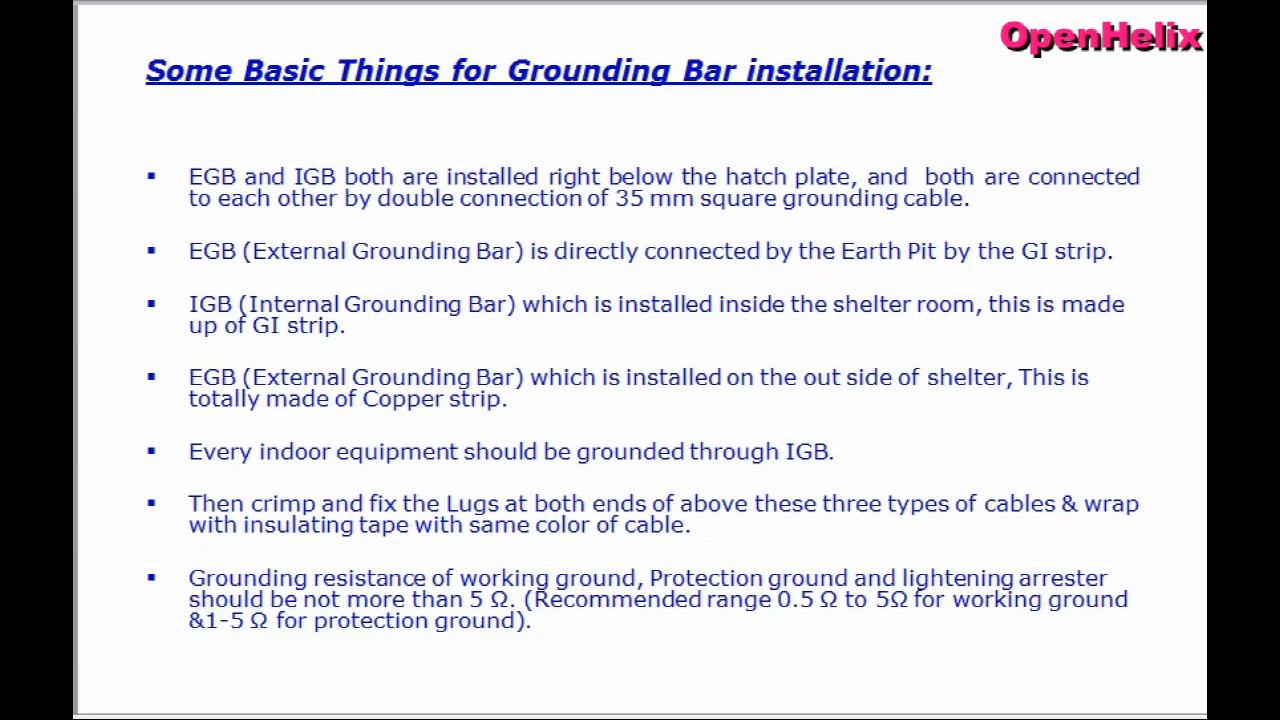 OpenHelix
Some Basic Things for Grounding Bar installation:
▪ EGB and IGB both are installed right below the hatch plate, and both are connected
to each other by double connection of 35 mm square grounding cable.
▪ EGB (External Grounding Bar) is directly connected by the Earth Pit by the GI strip.
▪ IGB (Internal Grounding Bar) which is installed inside the shelter room, this is made
up of GI strip.
▪ EGB (External Grounding Bar) which is installed on the out side of shelter, This is
totally made of Copper strip.
▪ Every indoor equipment should be grounded through IGB.
▪ Then crimp and fix the Lugs at both ends of above these three types of cables & wrap
with insulating tape with same color of cable.
▪ Grounding resistance of working ground, Protection ground and lightening arrester
should be not more than 5 Ω. (Recommended range 0.5 Ω to 5Ω for working ground
&1-5 Ω for protection ground).